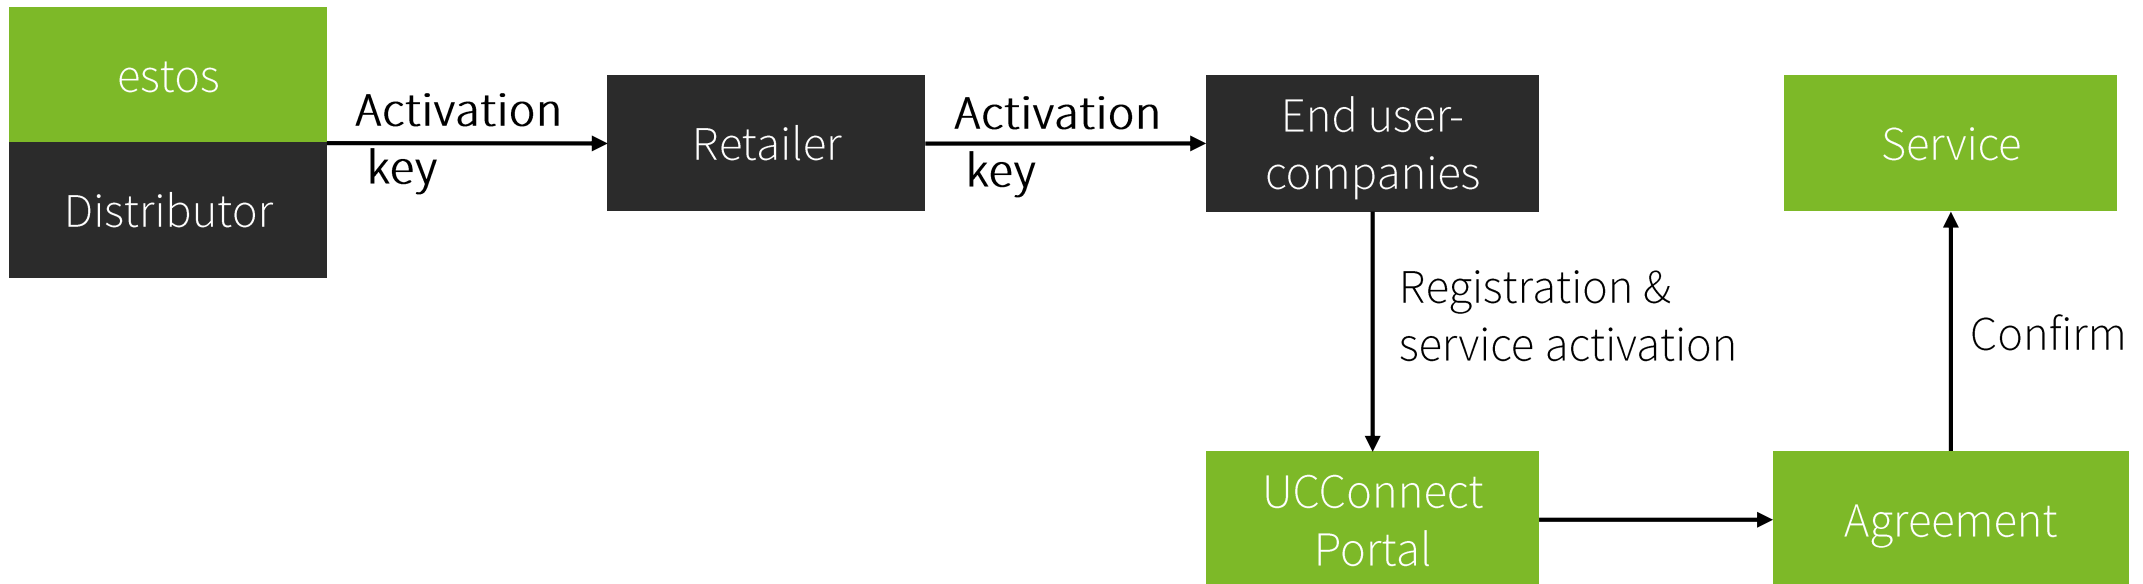 estos
Distributor
Activation
key
Retailer
Activation
key
End user-
companies
Service
Registration &
service activation
Confirm
UCConnect
Portal
Agreement